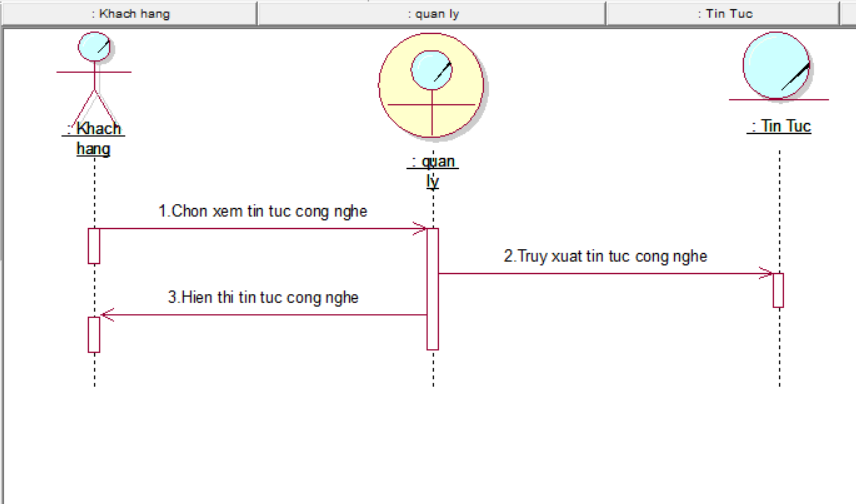 : Khach hang
: quan ly
: Tin Tuc
: Khach
hang
: quan
ly
: Tin Tuc
1.Chon xem tin tuc cong nghe
2.Truy xuat tin tuc cong nghe
3.Hien thi tin tuc cong nghe